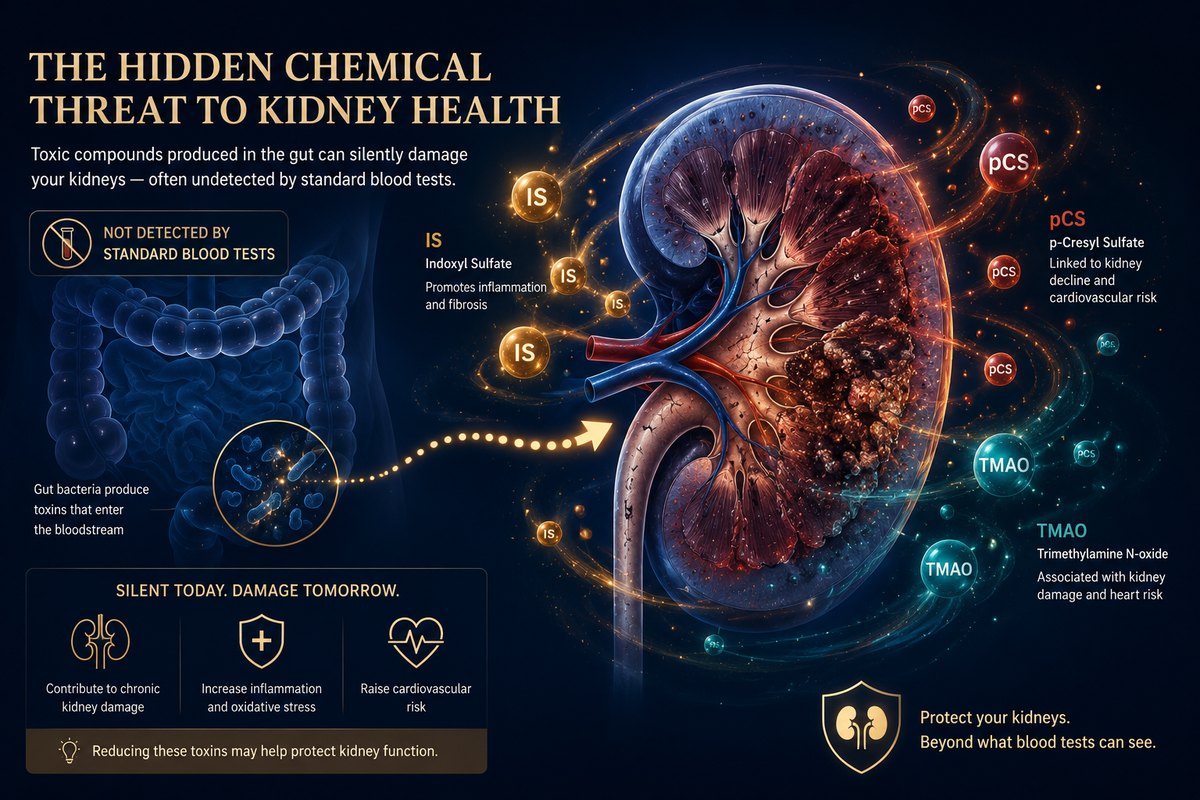 THE HIDDEN CHEMICAL
THREAT TO KIDNEY HEALTH
Toxic compounds produced in the gut can silently damage
your kidneys — often undetected by standard blood tests.
NOT DETECTED BY
STANDARD BLOOD TESTS
Gut bacteria produce
toxins that enter
the bloodstream
IS
Indoxyl Sulfate
Promotes inflammation
and fibrosis
IS
IS
IS
IS
IS
pCS
pCS
pCS
pCS
pCS
p-Cresyl Sulfate
Linked to kidney
decline and
cardiovascular risk
TMAO
TMAO
TMAO
Trimethylamine N-oxide
Associated with kidney
damage and heart risk
SILENT TODAY. DAMAGE TOMORROW.
Contribute to chronic
kidney damage
Increase inflammation
and oxidative stress
Raise cardiovascular
risk
Reducing these toxins may help protect kidney function.
Protect your kidneys.
Beyond what blood tests can see.